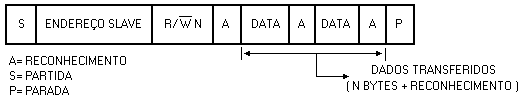 S ENDEREÇO SLAVE R/W̅ N A DATA A DATA A P
A= RECONHECIMENTO
S= PARTIDA
P= PARADA
DADOS TRANSFERIDOS
( N BYTES + RECONHECIMENTO )